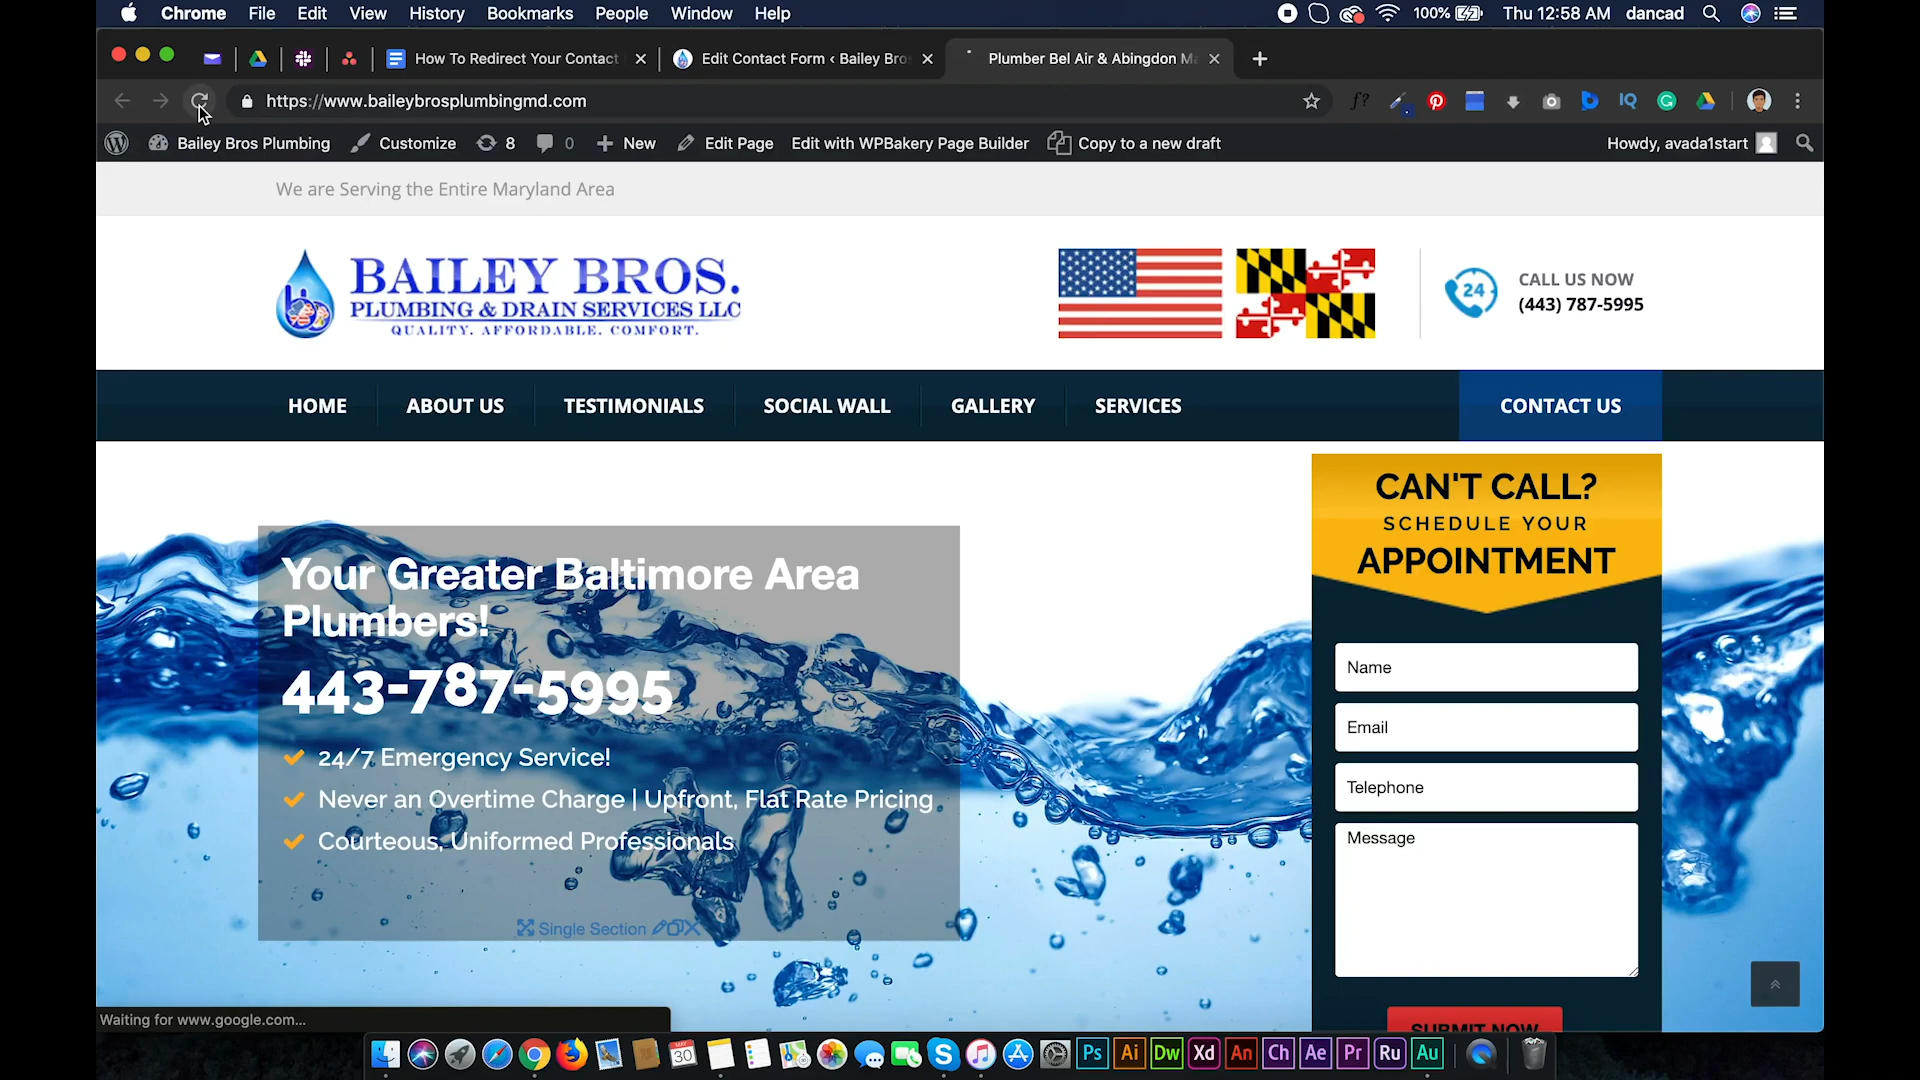 Chrome File Edit View History Bookmarks People Window Help 100% Thu 12:58 AM dancad
How To Redirect Your Contact Edit Contact Form ‹ Bailey Bro Plumber Bel Air & Abingdon Ma
https://www.baileybrosplumbingmd.com
Bailey Bros Plumbing Customize 8 0 New Edit Page Edit with WPBakery Page Builder Copy to a new draft Howdy, avada1start
We are Serving the Entire Maryland Area
BAILEY BROS.
PLUMBING & DRAIN SERVICES LLC
QUALITY. AFFORDABLE. COMFORT.
24
CALL US NOW
(443) 787-5995
HOME ABOUT US TESTIMONIALS SOCIAL WALL GALLERY SERVICES CONTACT US
Your Greater Baltimore Area
Plumbers!
443-787-5995
24/7 Emergency Service!
Never an Overtime Charge | Upfront, Flat Rate Pricing
Courteous, Uniformed Professionals
Single Section
CAN'T CALL?
SCHEDULE YOUR
APPOINTMENT
Name
Email
Telephone
Message
SUBMIT NOW
Waiting for www.google.com...
MAY
30
Ps Ai Dw Xd An Ch Ae Pr Ru Au